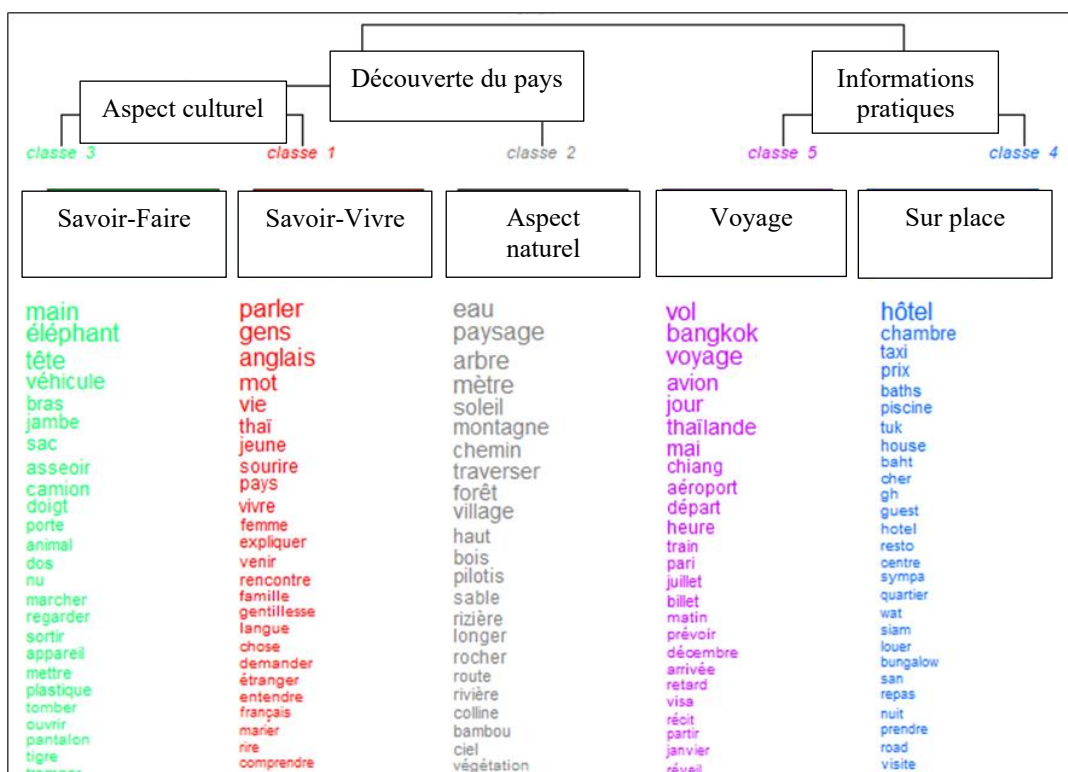 Découverte du pays
Informations
pratiques
Aspect culturel
classe 3
classe 1
classe 2
classe 5
classe 4
Savoir-Faire
Savoir-Vivre
Aspect
naturel
Voyage
Sur place
main
éléphant
tête
véhicule
bras
jambe
sac
asseoir
camion
doigt
porte
animal
dos
nu
marcher
regarder
sortir
appareil
mettre
plastique
tomber
ouvrir
pantalon
tigre
parler
gens
anglais
mot
vie
thaï
jeune
sourire
pays
vivre
femme
expliquer
venir
rencontre
famille
gentillesse
langue
chose
demander
étranger
entendre
français
marier
rire
comprendre
eau
paysage
arbre
mètre
soleil
montagne
chemin
traverser
forêt
village
haut
bois
pilotis
sable
rizière
longer
rocher
route
rivière
colline
bambou
ciel
végétation
vol
bangkok
voyage
avion
jour
thaïlande
mai
chiang
aéroport
départ
heure
train
pari
juillet
billet
matin
prévoir
décembre
arrivée
retard
visa
récit
partir
janvier
réveil
hôtel
chambre
taxi
prix
baths
piscine
tuk
house
baht
cher
gh
guest
hotel
resto
centre
sympa
quartier
wat
siam
louer
bungalow
san
repas
nuit
prendre
road
visite